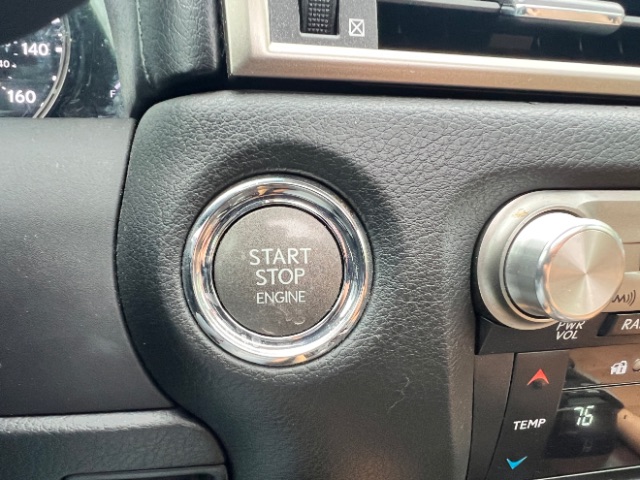 140
160
START
STOP
ENGINE
PWR
VOL
TEMP
76